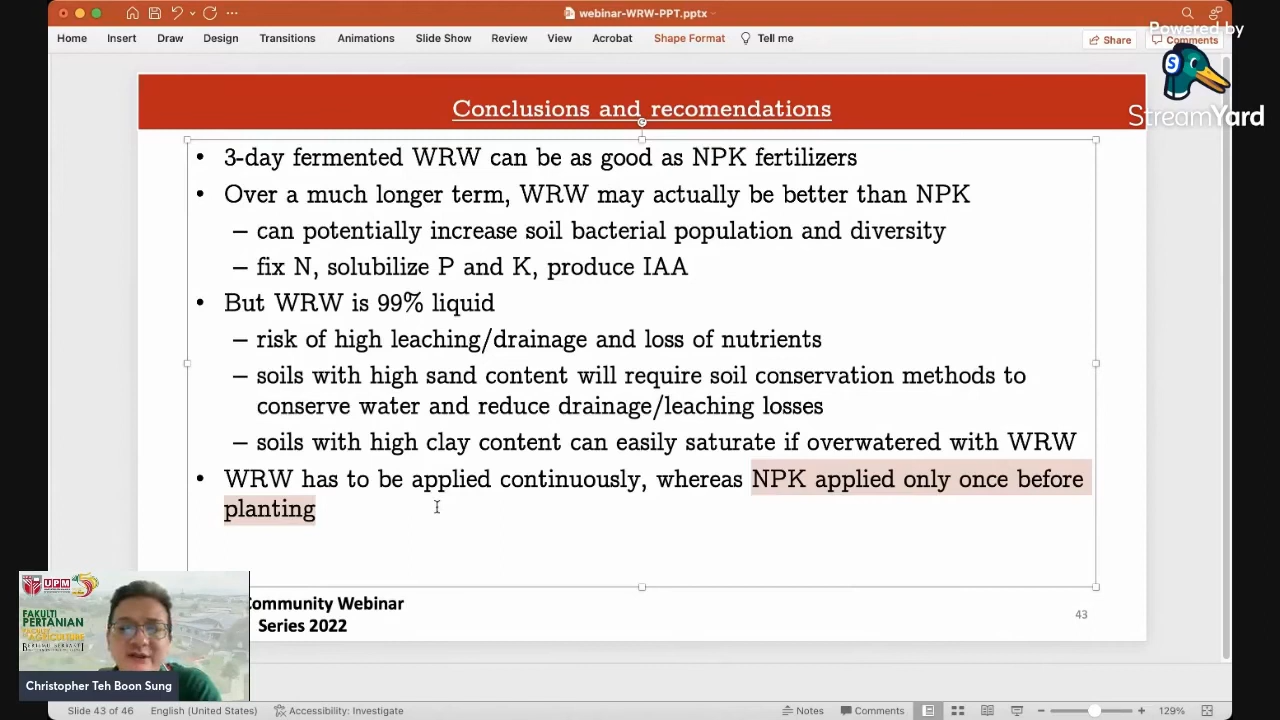 webinar-WRW-PPT.pptx
Home Insert Draw Design Transitions Animations Slide Show Review View Acrobat Shape Format Tell me Share Comments
Powered by
StreamYard
Conclusions and recomendations
• 3-day fermented WRW can be as good as NPK fertilizers
• Over a much longer term, WRW may actually be better than NPK
– can potentially increase soil bacterial population and diversity
– fix N, solubilize P and K, produce IAA
• But WRW is 99% liquid
– risk of high leaching/drainage and loss of nutrients
– soils with high sand content will require soil conservation methods to
conserve water and reduce drainage/leaching losses
– soils with high clay content can easily saturate if overwatered with WRW
• WRW has to be applied continuously, whereas NPK applied only once before
planting
ommunity Webinar
Series 2022
43
UPM
FAKULTI
PERTANIAN
Christopher Teh Boon Sung
Slide 43 of 46 English (United States) Accessibility: Investigate Notes Comments 129%